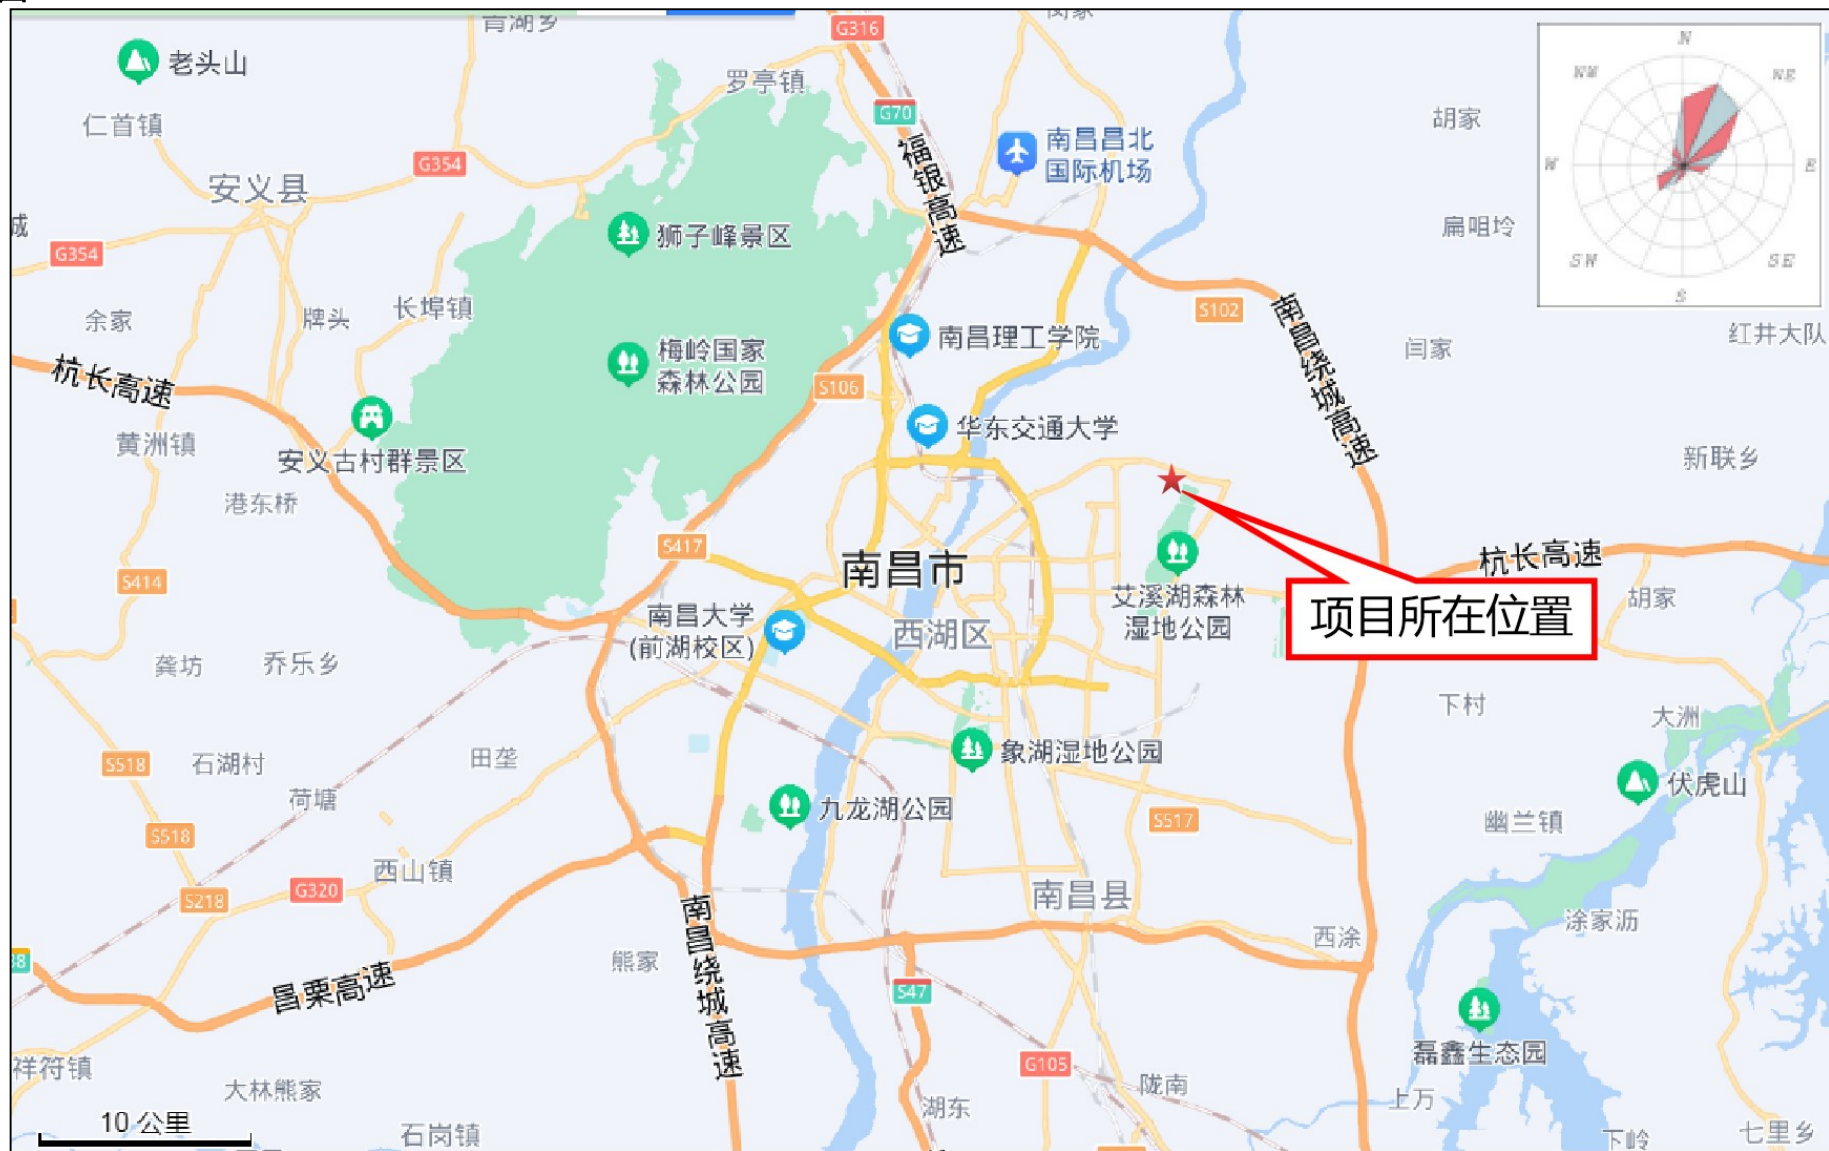 G316
老头山
罗亭镇
N
NW
NE
仁首镇
G70
胡家
南昌昌北
国际机场
G354
福银高速
W
E
安义县
城
狮子峰景区
扁咀坮
G354
SW
SE
S
余家
牌头
长埠镇
S102
南昌绕城高速
南昌理工学院
红井大队
闫家
梅岭国家
森林公园
杭长高速
S106
华东交通大学
黄洲镇
安义古村群景区
新联乡
港东桥
S417
南昌市
杭长高速
S414
艾溪湖森林
湿地公园
项目所在位置
胡家
南昌大学
(前湖校区)
西湖区
龚坊
乔乐乡
下村
大洲
象湖湿地公园
S518
石湖村
田垄
伏虎山
荷塘
九龙湖公园
S517
幽兰镇
S518
西山镇
G320
S218
南昌县
南昌绕城高速
涂家沥
西涂
熊家
昌栗高速
S47
磊鑫生态园
祥符镇
G105
大林熊家
陇南
上万
湖东
10 公里
石岗镇
下岭
七里乡